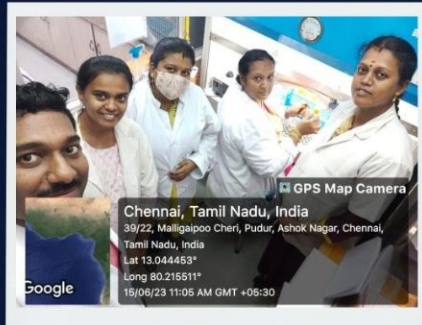 GPS Map Camera
Chennai, Tamil Nadu, India
39/22, Malligaipoo Cheri, Pudur, Ashok Nagar, Chennai,
Tamil Nadu, India
Lat 13.044453°
Long 80.215511°
15/06/23 11:05 AM GMT +05:30
Google